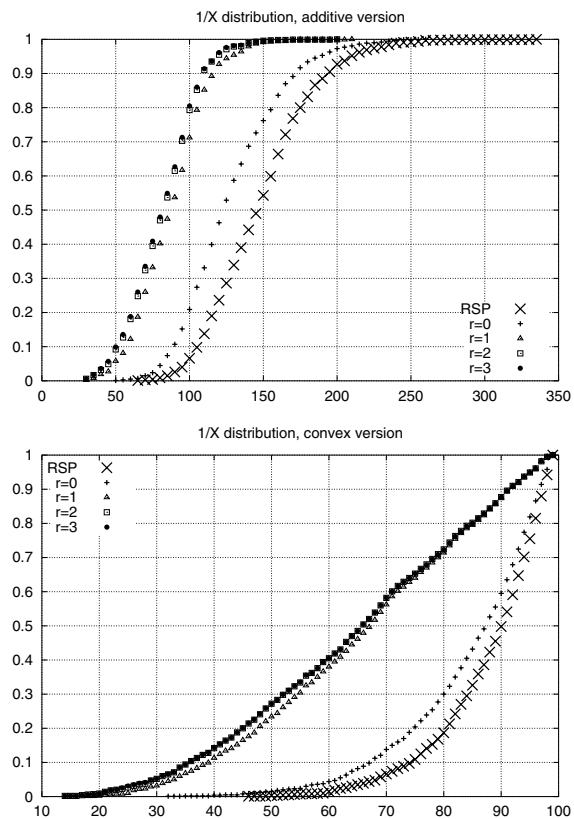 1/X distribution, additive version
1
0.9
0.8
0.7
0.6
0.5
0.4
0.3
0.2
0.1
0
RSP
r=0
r=1
r=2
r=3
0 50 100 150 200 250 300 350
1/X distribution, convex version
1
0.9
0.8
0.7
0.6
0.5
0.4
0.3
0.2
0.1
0
RSP
r=0
r=1
r=2
r=3
10 20 30 40 50 60 70 80 90 100